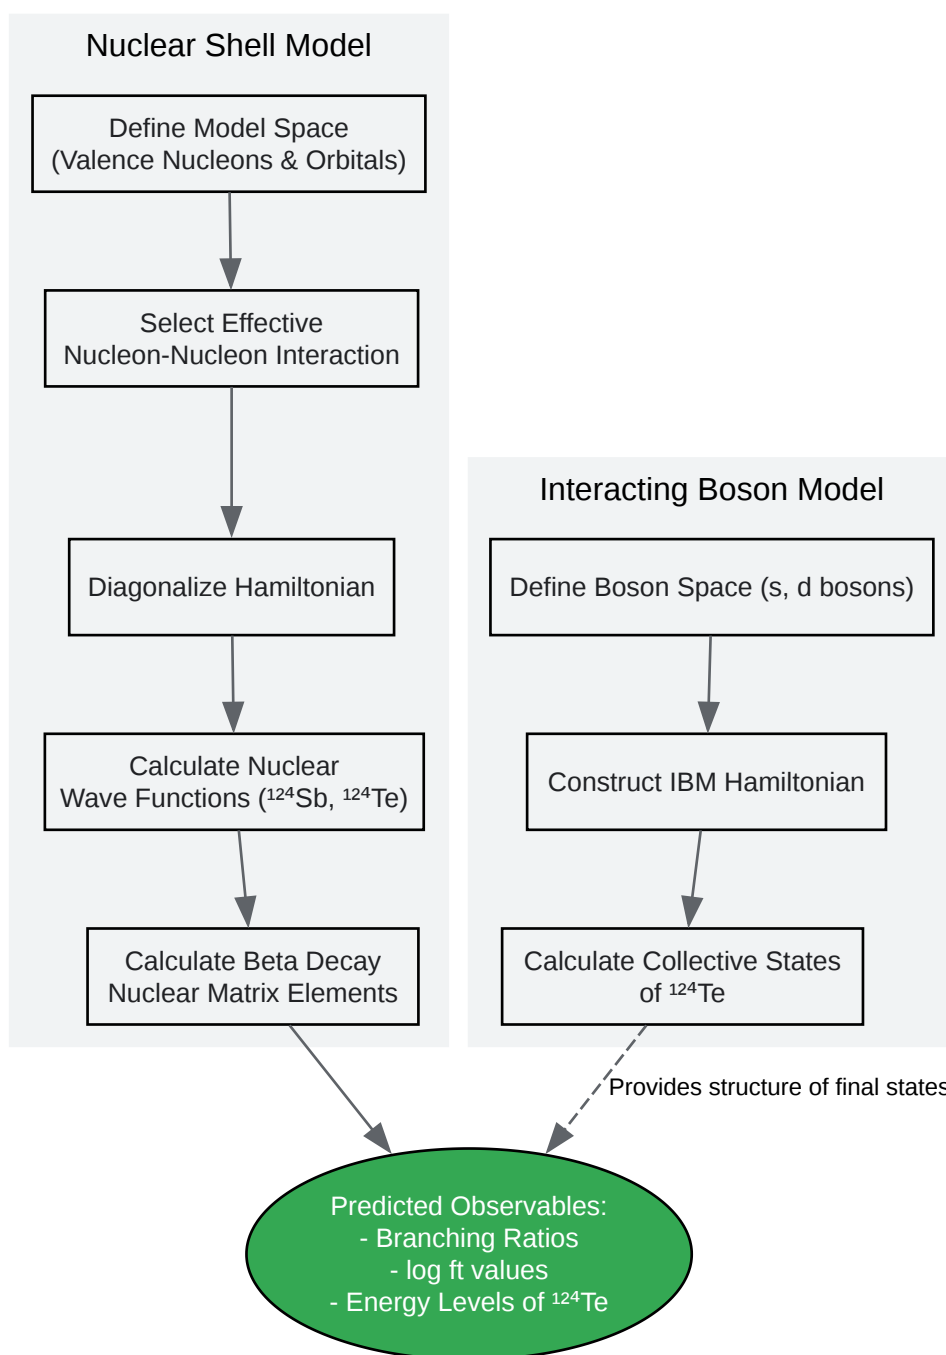 Nuclear Shell Model
Define Model Space
(Valence Nucleons & Orbitals)
Select Effective
Nucleon-Nucleon Interaction
Diagonalize Hamiltonian
Calculate Nuclear
Wave Functions (¹²⁴Sb, ¹²⁴Te)
Calculate Beta Decay
Nuclear Matrix Elements
Interacting Boson Model
Define Boson Space (s, d bosons)
Construct IBM Hamiltonian
Calculate Collective States
of ¹²⁴Te
Provides structure of final states
Predicted Observables:
- Branching Ratios
- log ft values
- Energy Levels of ¹²⁴Te